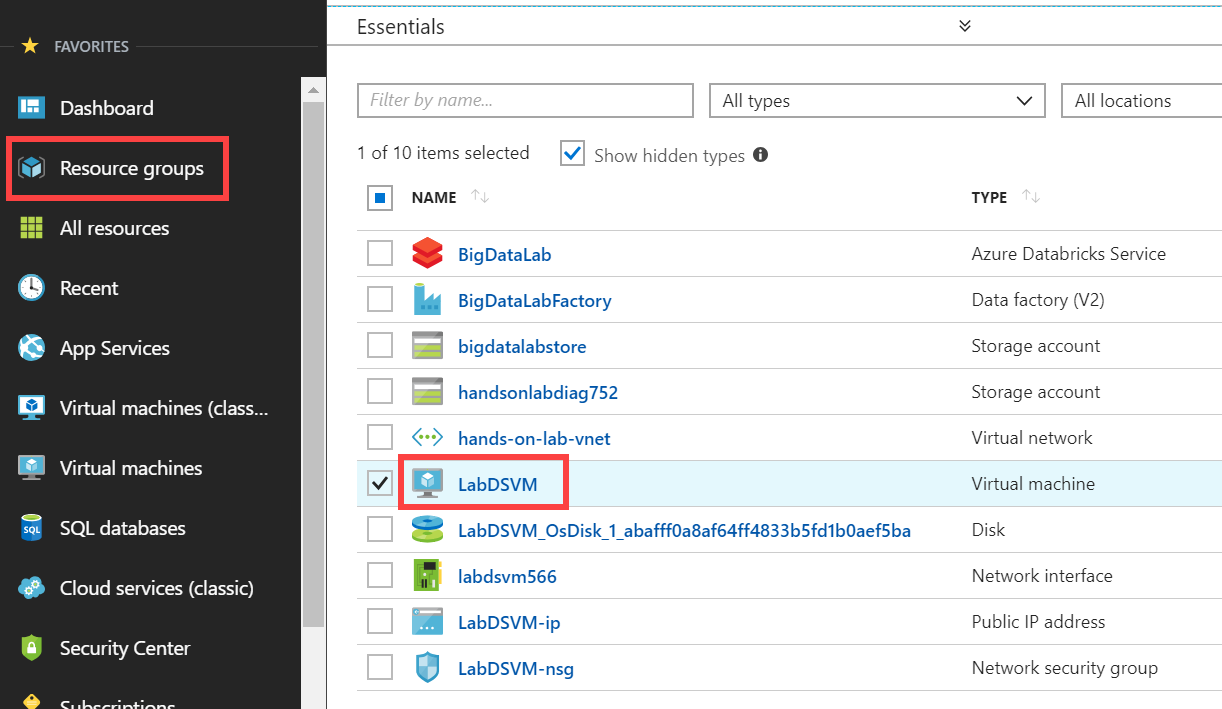 FAVORITES
Dashboard
Resource groups
All resources
Recent
App Services
Virtual machines (class...
Virtual machines
SQL databases
Cloud services (classic)
Security Center
Subscriptions
Essentials
Filter by name...
All types
All locations
1 of 10 items selected
Show hidden types
NAME TYPE
BigDataLab Azure Databricks Service
BigDataLabFactory Data factory (V2)
bigdatalabstore Storage account
handsonlabdiag752 Storage account
hands-on-lab-vnet Virtual network
LabDSVM Virtual machine
LabDSVM_OsDisk_1_abafff0a8af64ff4833b5fd1b0aef5ba Disk
labdsvm566 Network interface
LabDSVM-ip Public IP address
LabDSVM-nsg Network security group